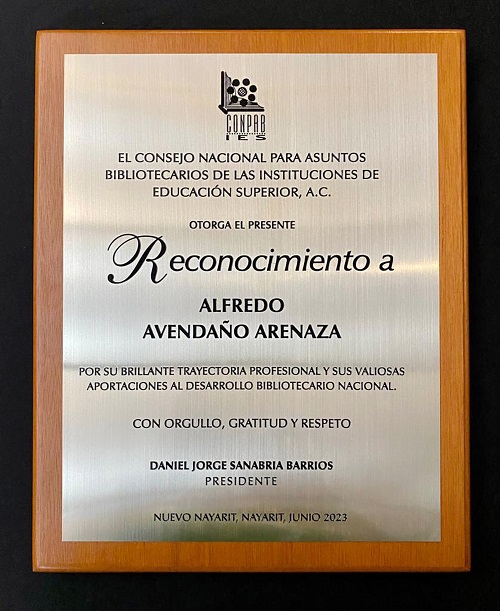 CONPAB
IES
EL CONSEJO NACIONAL PARA ASUNTOS
BIBLIOTECARIOS DE LAS INSTITUCIONES DE
EDUCACIÓN SUPERIOR, A.C.
OTORGA EL PRESENTE
Reconocimiento a
ALFREDO
AVENDAÑO ARENAZA
POR SU BRILLANTE TRAYECTORIA PROFESIONAL Y SUS VALIOSAS
APORTACIONES AL DESARROLLO BIBLIOTECARIO NACIONAL.
CON ORGULLO, GRATITUD Y RESPETO
DANIEL JORGE SANABRIA BARRIOS
PRESIDENTE
NUEVO NAYARIT, NAYARIT, JUNIO 2023